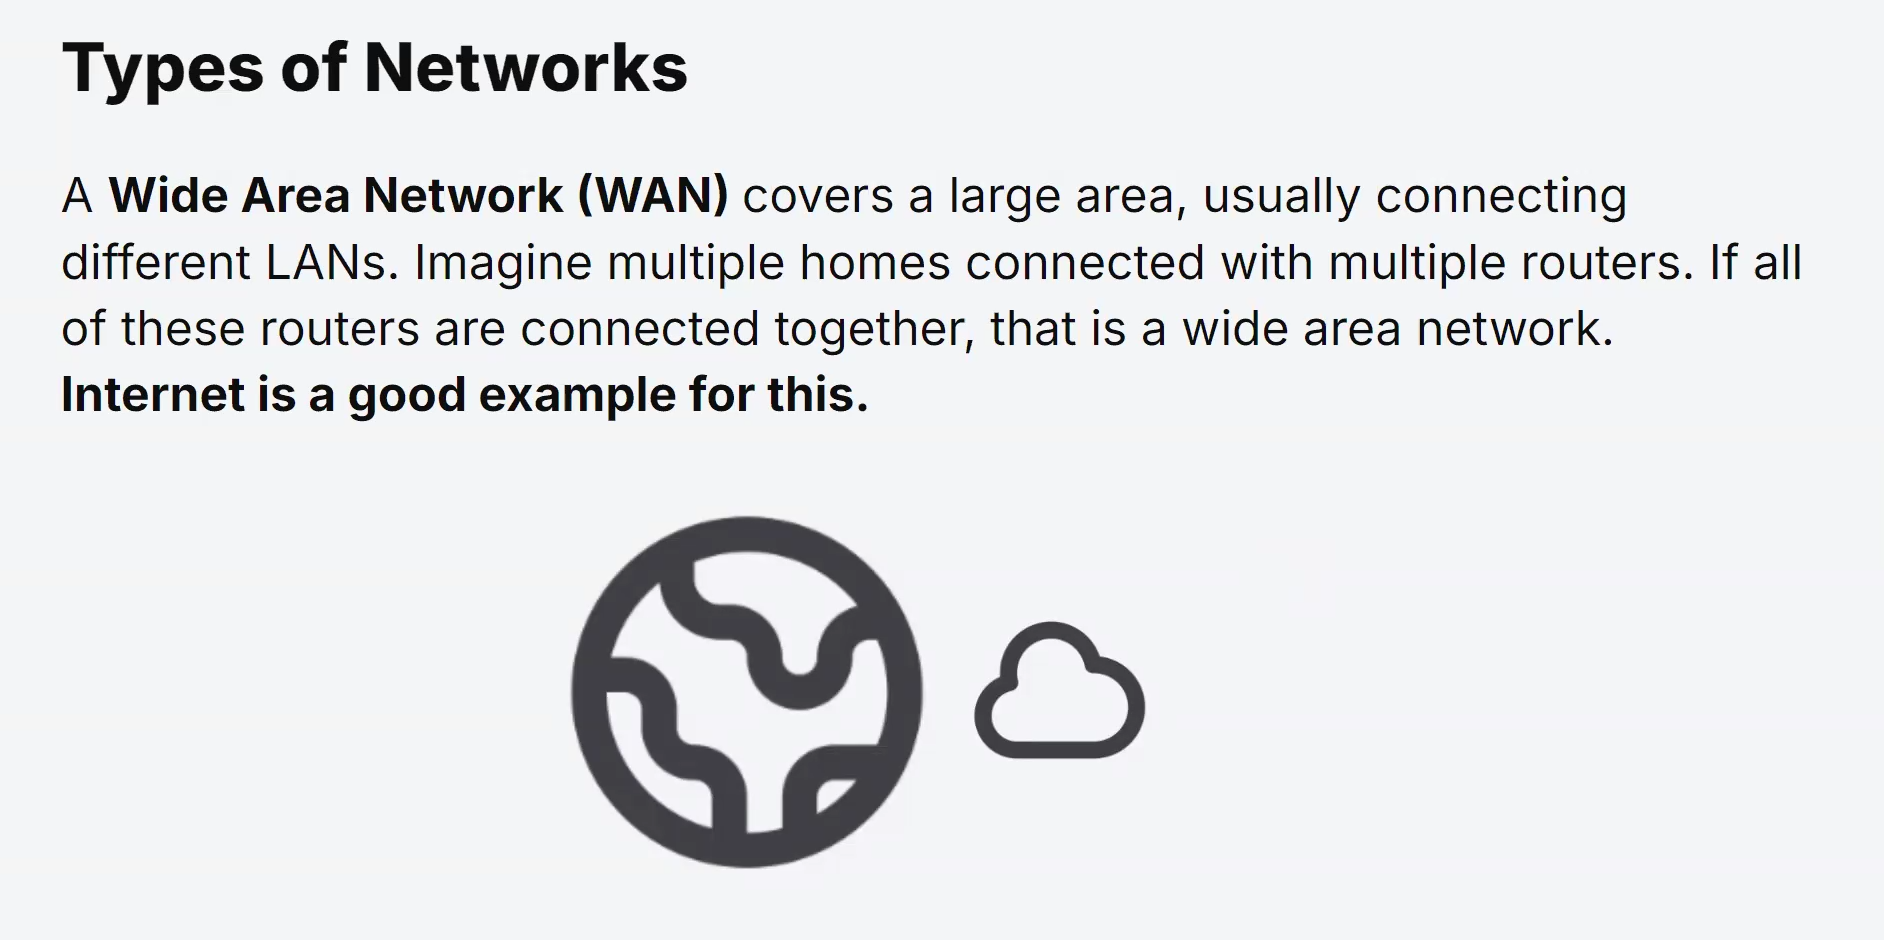 Types of Networks
A Wide Area Network (WAN) covers a large area, usually connecting
different LANs. Imagine multiple homes connected with multiple routers. If all
of these routers are connected together, that is a wide area network.
Internet is a good example for this.